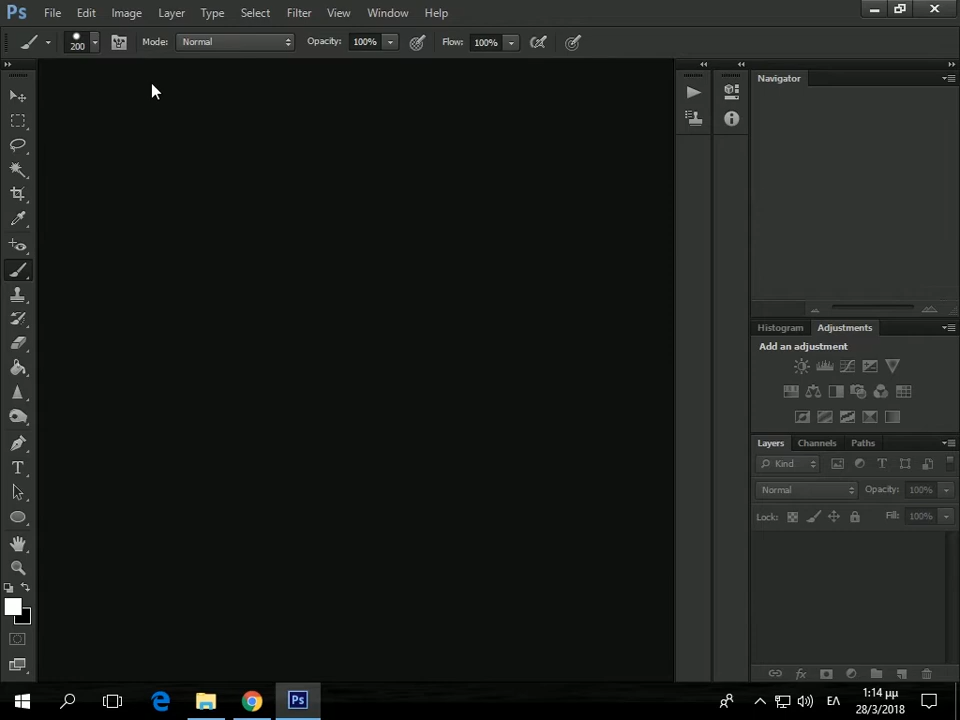 Ps File Edit Image Layer Type Select Filter View Window Help
200 Mode: Normal Opacity: 100% Flow: 100%
Navigator
Histogram Adjustments
Add an adjustment
Layers Channels Paths
Kind
Normal Opacity: 100%
Lock: Fill: 100%
T
Ps ΕΛ 1:14 μμ
28/3/2018